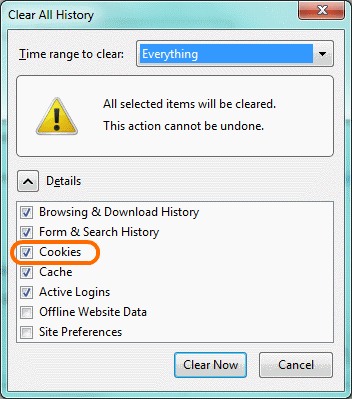 Clear All History
Time range to clear: Everything
All selected items will be cleared.
This action cannot be undone.
Details
Browsing & Download History
Form & Search History
Cookies
Cache
Active Logins
Offline Website Data
Site Preferences
Clear Now Cancel